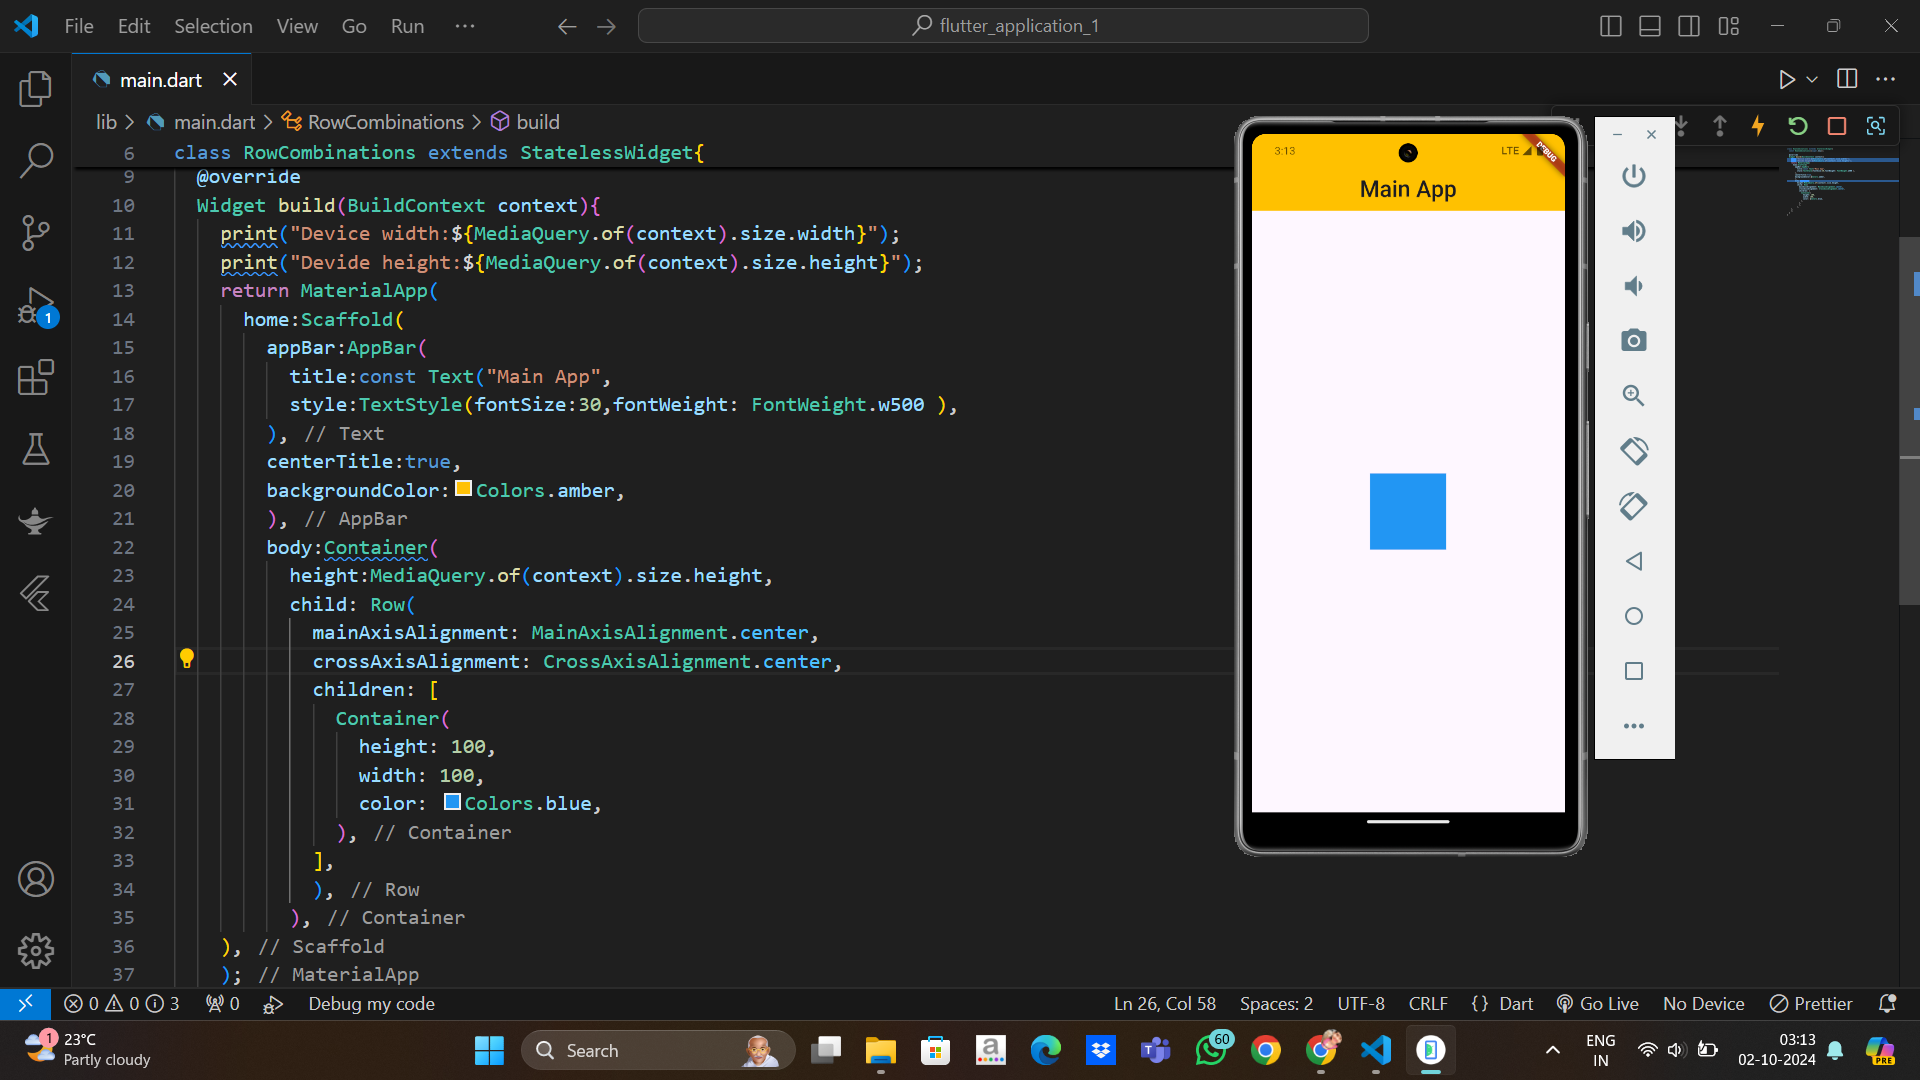 File Edit Selection View Go Run ···
flutter_application_1
main.dart
lib > main.dart > RowCombinations > build
6 class RowCombinations extends StatelessWidget{
9 @override
10 Widget build(BuildContext context){
11 print("Device width:${MediaQuery.of(context).size.width}");
12 print("Devide height:${MediaQuery.of(context).size.height}");
13 return MaterialApp(
14 home:Scaffold(
15 appBar:AppBar(
16 title:const Text("Main App",
17 style:TextStyle(fontSize:30,fontWeight: FontWeight.w500 ),
18 ), // Text
19 centerTitle:true,
20 backgroundColor:Colors.amber,
21 ), // AppBar
22 body:Container(
23 height:MediaQuery.of(context).size.height,
24 child: Row(
25 mainAxisAlignment: MainAxisAlignment.center,
26 crossAxisAlignment: CrossAxisAlignment.center,
27 children: [
28 Container(
29 height: 100,
30 width: 100,
31 color: Colors.blue,
32 ), // Container
33 ],
34 ), // Row
35 ), // Container
36 ), // Scaffold
37 ); // MaterialApp
3:13 LTE DEBUG
Main App
1
0 0 3 0 Debug my code Ln 26, Col 58 Spaces: 2 UTF-8 CRLF {} Dart Go Live No Device Prettier
1 23°C
Partly cloudy
Search
a
60
PRE
ENG
IN
03:13
02-10-2024